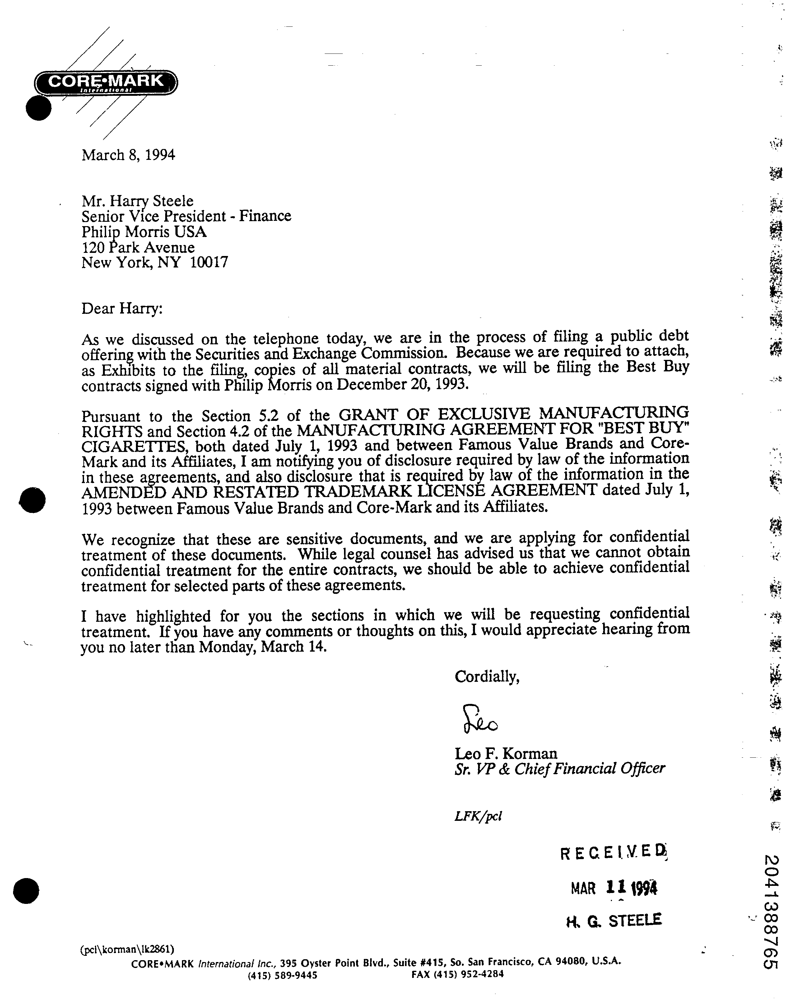 CORE•MARK
International
March 8, 1994
Mr. Harry Steele
Senior Vice President - Finance
Philip Morris USA
120 Park Avenue
New York, NY 10017
Dear Harry:
As we discussed on the telephone today, we are in the process of filing a public debt
offering with the Securities and Exchange Commission. Because we are required to attach,
as Exhibits to the filing, copies of all material contracts, we will be filing the Best Buy
contracts signed with Philip Morris on December 20, 1993.
Pursuant to the Section 5.2 of the GRANT OF EXCLUSIVE MANUFACTURING
RIGHTS and Section 4.2 of the MANUFACTURING AGREEMENT FOR "BEST BUY"
CIGARETTES, both dated July 1, 1993 and between Famous Value Brands and Core-
Mark and its Affiliates, I am notifying you of disclosure required by law of the information
in these agreements, and also disclosure that is required by law of the information in the
AMENDED AND RESTATED TRADEMARK LICENSE AGREEMENT dated July 1,
1993 between Famous Value Brands and Core-Mark and its Affiliates.
We recognize that these are sensitive documents, and we are applying for confidential
treatment of these documents. While legal counsel has advised us that we cannot obtain
confidential treatment for the entire contracts, we should be able to achieve confidential
treatment for selected parts of these agreements.
I have highlighted for you the sections in which we will be requesting confidential
treatment. If you have any comments or thoughts on this, I would appreciate hearing from
you no later than Monday, March 14.
Cordially,
Leo
Leo F. Korman
Sr. VP & Chief Financial Officer
LFK/pcl
RECEIVED
MAR 11 1994
H. G. STEELE
2041388765
(pcl\korman\lk2861)
CORE•MARK International Inc., 395 Oyster Point Blvd., Suite #415, So. San Francisco, CA 94080, U.S.A.
(415) 589-9445 FAX (415) 952-4284